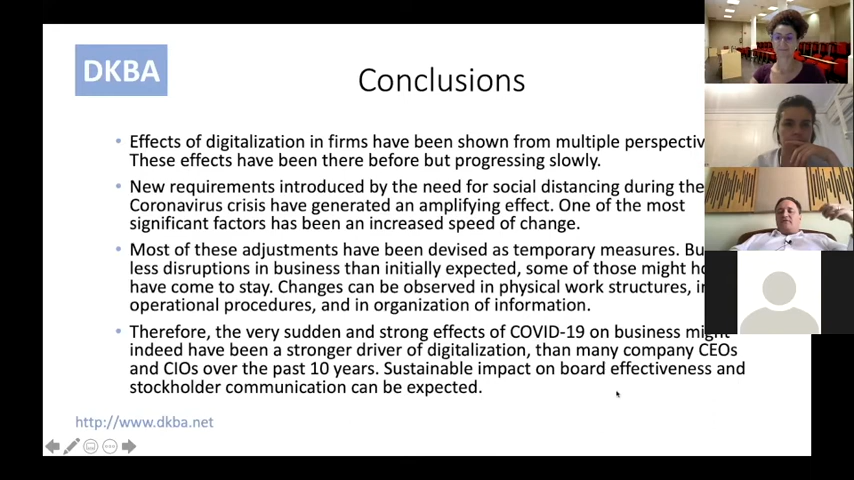 DKBA
Conclusions
• Effects of digitalization in firms have been shown from multiple
These effects have been there before but progressing slowly.
• New requirements introduced by the need for social distancing during the
Coronavirus crisis have generated an amplifying effect. One of the most
significant factors has been an increased speed of change.
• Most of these adjustments have been devised as temporary measures.
less disruptions in business than initially expected, some of those might
have come to stay. Changes can be observed in physical work structures,
operational procedures, and in organization of information.
• Therefore, the very sudden and strong effects of COVID-19 on business might
indeed have been a stronger driver of digitalization, than many company CEOs
and CIOs over the past 10 years. Sustainable impact on board effectiveness and
stockholder communication can be expected.
http://www.dkba.net